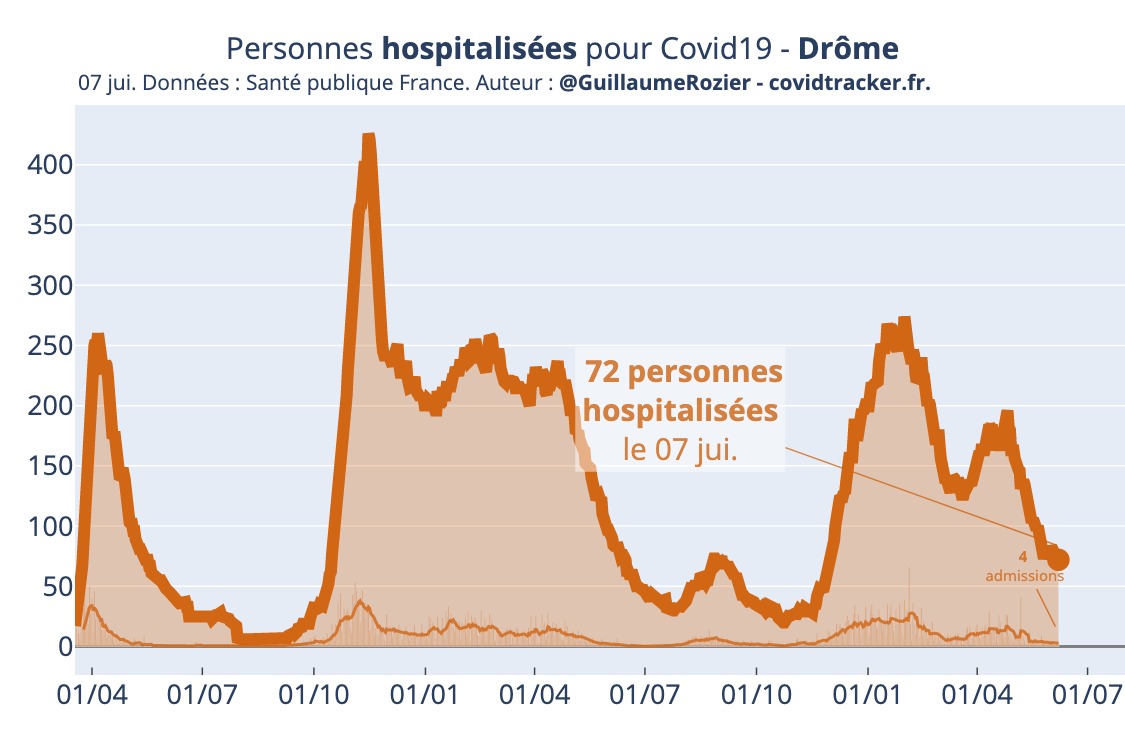 Personnes hospitalisées pour Covid19 - Drôme
07 jui. Données : Santé publique France. Auteur : @GuillaumeRozier - covidtracker.fr.
400
350
300
250
200
150
100
50
0
72 personnes
hospitalisées
le 07 jui.
4
admissions
01/04 01/07 01/10 01/01 01/04 01/07 01/10 01/01 01/04 01/07